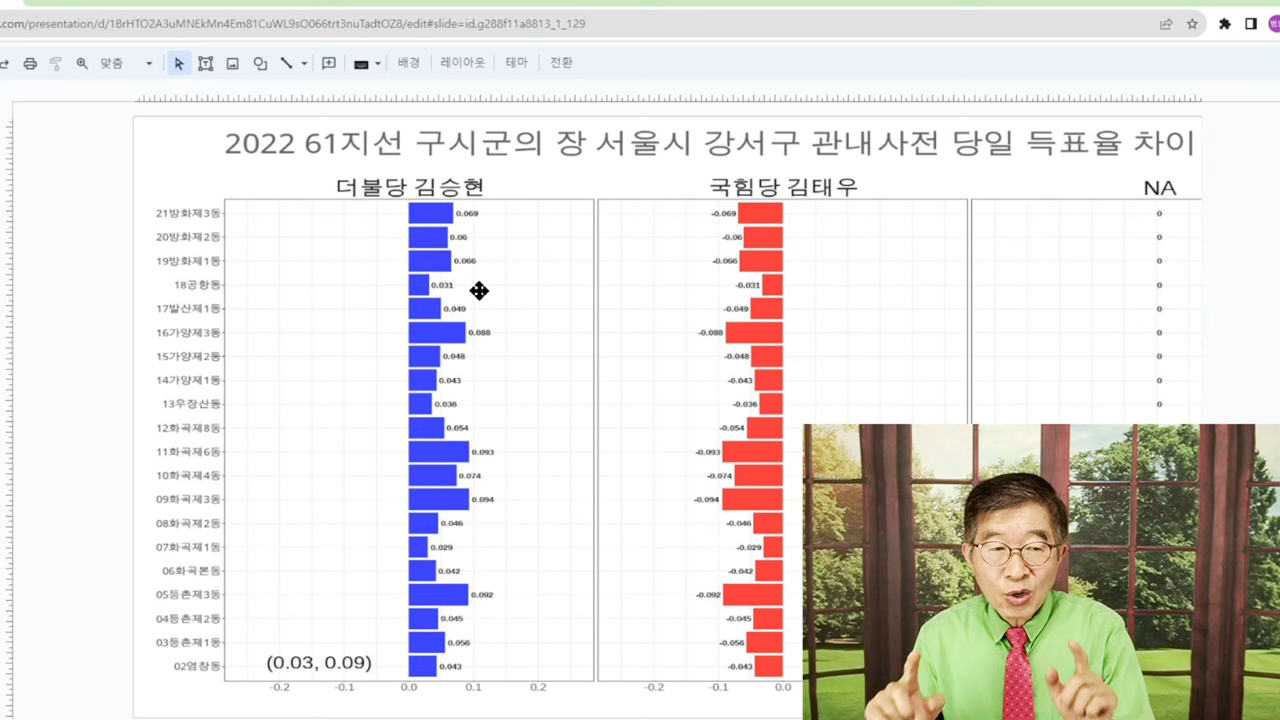 .com/presentation/d/1BrHTO2A3uMNEkMn4Em81CuWL9sO066trt3nuTadtOZ8/edit#slide=id.g288f11a8813_1_129
맞춤 배경 레이아웃 테마 전환
2022 61지선 구시군의 장 서울시 강서구 관내사전 당일 득표율 차이
더불당 김승현 국힘당 김태우 NA
21방화제3동 0.069 -0.069 0
20방화제2동 0.06 -0.06 0
19방화제1동 0.066 -0.066 0
18공항동 0.031 -0.031 0
17발산제1동 0.049 -0.049 0
16가양제3동 0.088 -0.088 0
15가양제2동 0.048 -0.048 0
14가양제1동 0.043 -0.043 0
13우장산동 0.036 -0.036 0
12화곡제8동 0.054 -0.054
11화곡제6동 0.093 -0.093
10화곡제4동 0.074 -0.074
09화곡제3동 0.094 -0.094
08화곡제2동 0.046 -0.046
07화곡제1동 0.029 -0.029
06화곡본동 0.042 -0.042
05등촌제3동 0.092 -0.092
04등촌제2동 0.045 -0.045
03등촌제1동 0.056 -0.056
02염창동 (0.03, 0.09) 0.043 -0.043
-0.2 -0.1 0.0 0.1 0.2 -0.2 -0.1 0.0